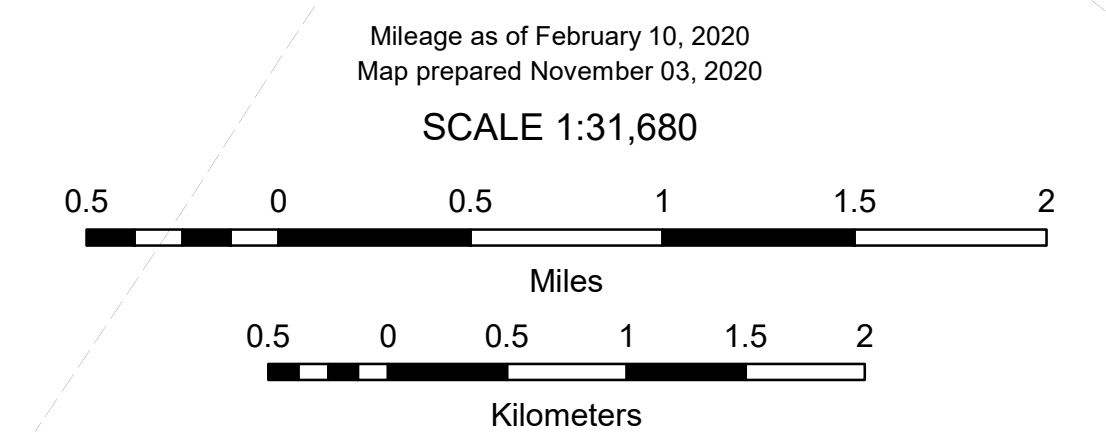 Mileage as of February 10, 2020
Map prepared November 03, 2020
SCALE 1:31,680
0.5 0 0.5 1 1.5 2
Miles
0.5 0 0.5 1 1.5 2
Kilometers